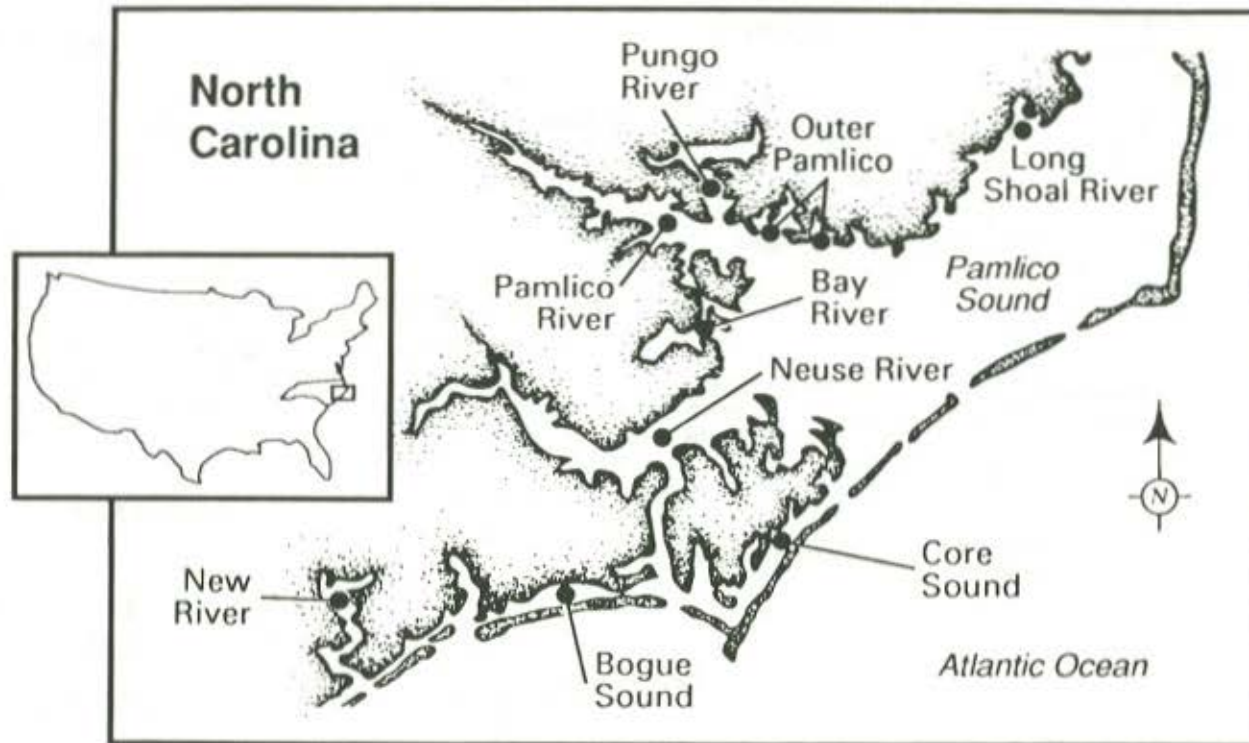 North
Carolina
Pungo
River
Outer
Pamlico
Long
Shoal River
Pamlico
River
Bay
River
Pamlico
Sound
Neuse River
N
New
River
Core
Sound
Bogue
Sound
Atlantic Ocean